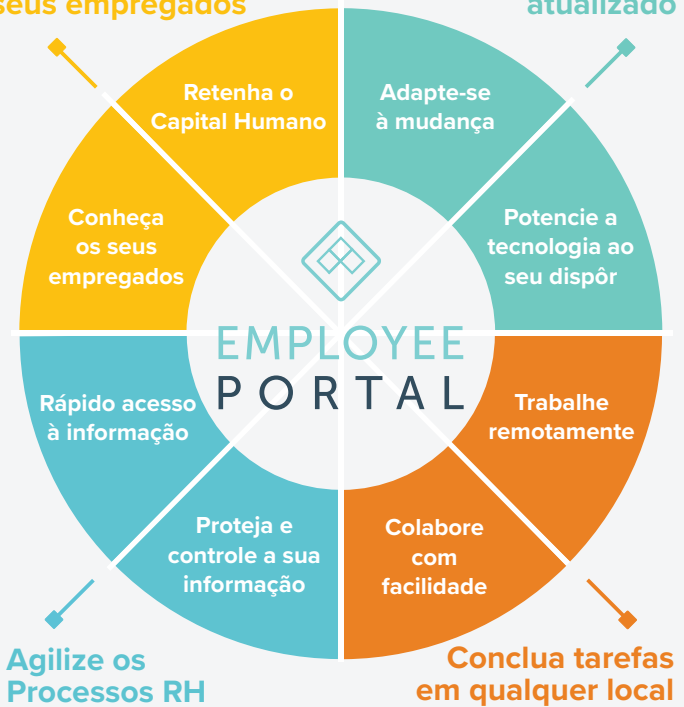 seus empregados
atualizado
Retenha o
Capital Humano
Adapte-se
à mudança
Conheça
os seus
empregados
Potencie a
tecnologia ao
seu dispôr
EMPLOYEE
PORTAL
Rápido acesso
à informação
Trabalhe
remotamente
Proteja e
controle a sua
informação
Colabore
com
facilidade
Agilize os
Processos RH
Conclua tarefas
em qualquer local